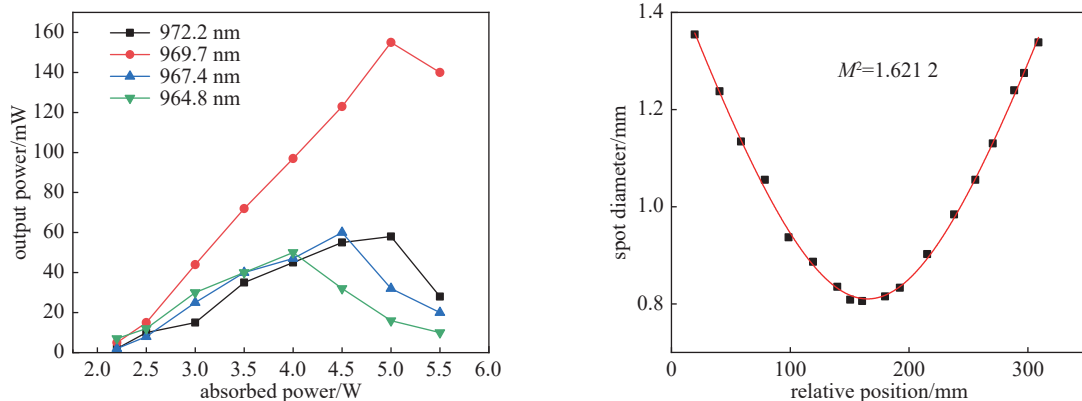 160
140
120
100
80
60
40
20
0
output power/mW
972.2 nm
969.7 nm
967.4 nm
964.8 nm
2.0 2.5 3.0 3.5 4.0 4.5 5.0 5.5 6.0
absorbed power/W
1.4
1.2
1.0
0.8
spot diameter/mm
M²=1.621 2
0 100 200 300
relative position/mm